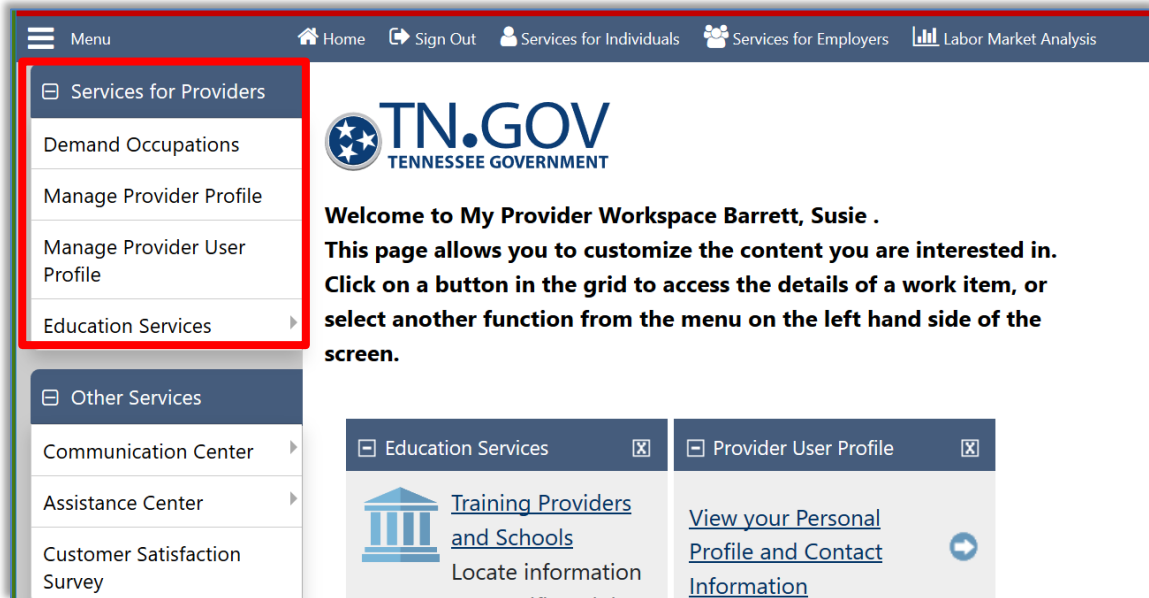 Menu
Home
Sign Out
Services for Individuals
Services for Employers
Labor Market Analysis
Services for Providers
Demand Occupations
Manage Provider Profile
Manage Provider User
Profile
Education Services
Other Services
Communication Center
Assistance Center
Customer Satisfaction
Survey
TN.GOV
TENNESSEE GOVERNMENT
Welcome to My Provider Workspace Barrett, Susie .
This page allows you to customize the content you are interested in.
Click on a button in the grid to access the details of a work item, or
select another function from the menu on the left hand side of the
screen.
Education Services
Training Providers
and Schools
Locate information
Provider User Profile
View your Personal
Profile and Contact
Information